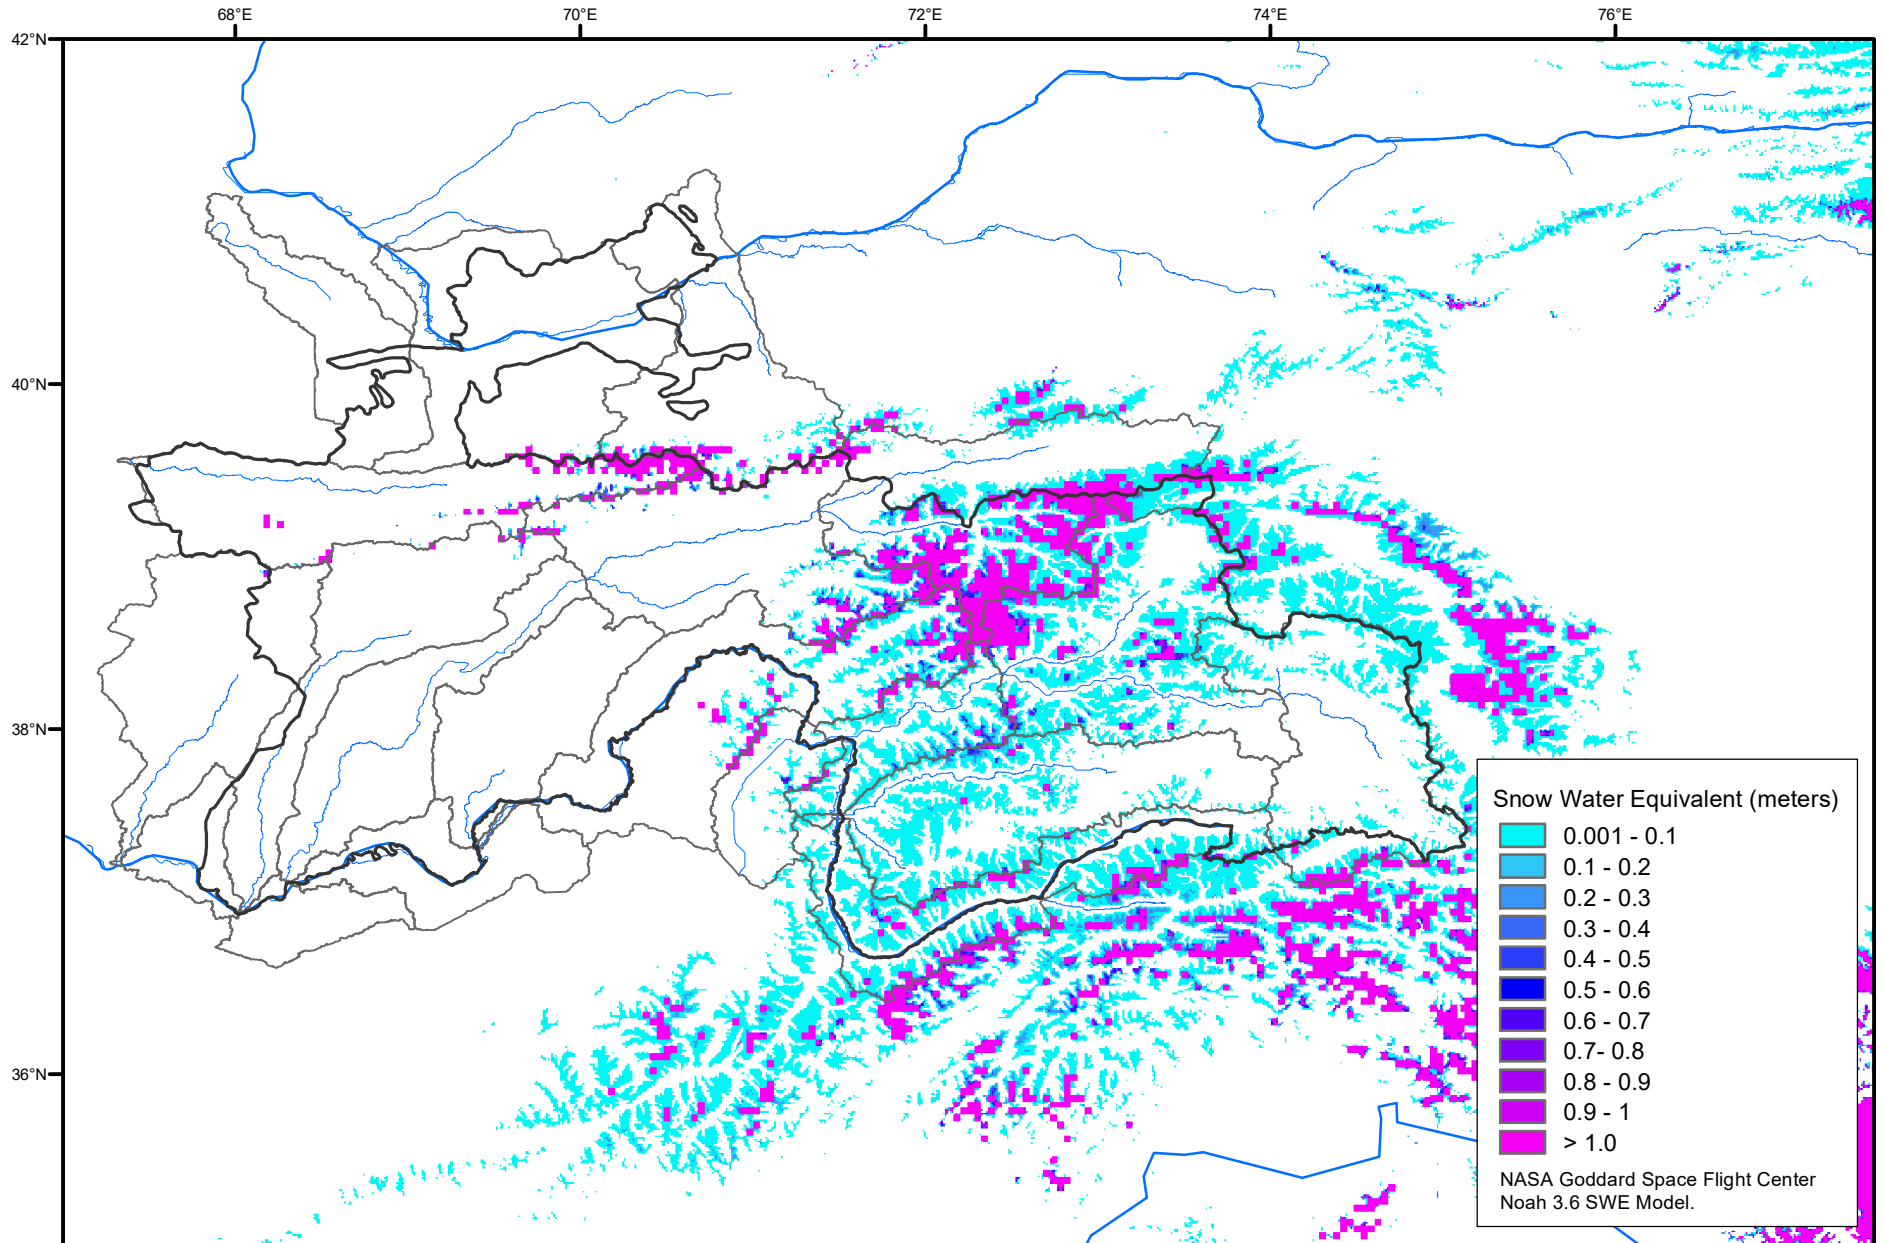 68°E 70°E 72°E 74°E 76°E
42°N
40°N
38°N
36°N
Snow Water Equivalent (meters)
0.001 - 0.1
0.1 - 0.2
0.2 - 0.3
0.3 - 0.4
0.4 - 0.5
0.5 - 0.6
0.6 - 0.7
0.7- 0.8
0.8 - 0.9
0.9 - 1
> 1.0
NASA Goddard Space Flight Center
Noah 3.6 SWE Model.